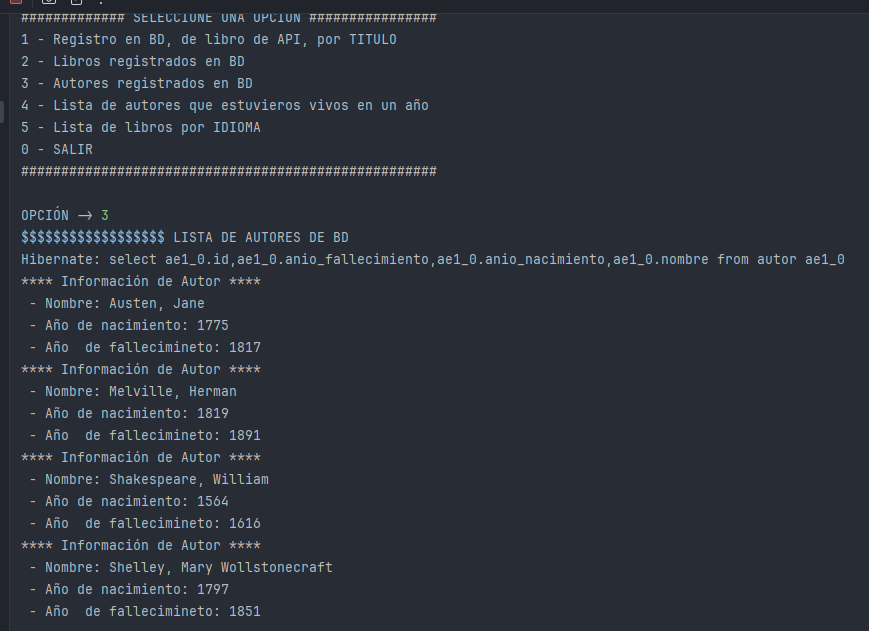 ############# SELECCIONE UNA OPCIÓN ################
1 - Registro en BD, de libro de API, por TITULO
2 - Libros registrados en BD
3 - Autores registrados en BD
4 - Lista de autores que estuvieros vivos en un año
5 - Lista de libros por IDIOMA
0 - SALIR
####################################################
OPCIÓN -> 3
$$$$$$$$$$$$$$$$$$ LISTA DE AUTORES DE BD
Hibernate: select ae1_0.id,ae1_0.anio_fallecimiento,ae1_0.anio_nacimiento,ae1_0.nombre from autor ae1_0
**** Información de Autor ****
 - Nombre: Austen, Jane
 - Año de nacimiento: 1775
 - Año  de fallecimineto: 1817
**** Información de Autor ****
 - Nombre: Melville, Herman
 - Año de nacimiento: 1819
 - Año  de fallecimineto: 1891
**** Información de Autor ****
 - Nombre: Shakespeare, William
 - Año de nacimiento: 1564
 - Año  de fallecimineto: 1616
**** Información de Autor ****
 - Nombre: Shelley, Mary Wollstonecraft
 - Año de nacimiento: 1797
 - Año  de fallecimineto: 1851